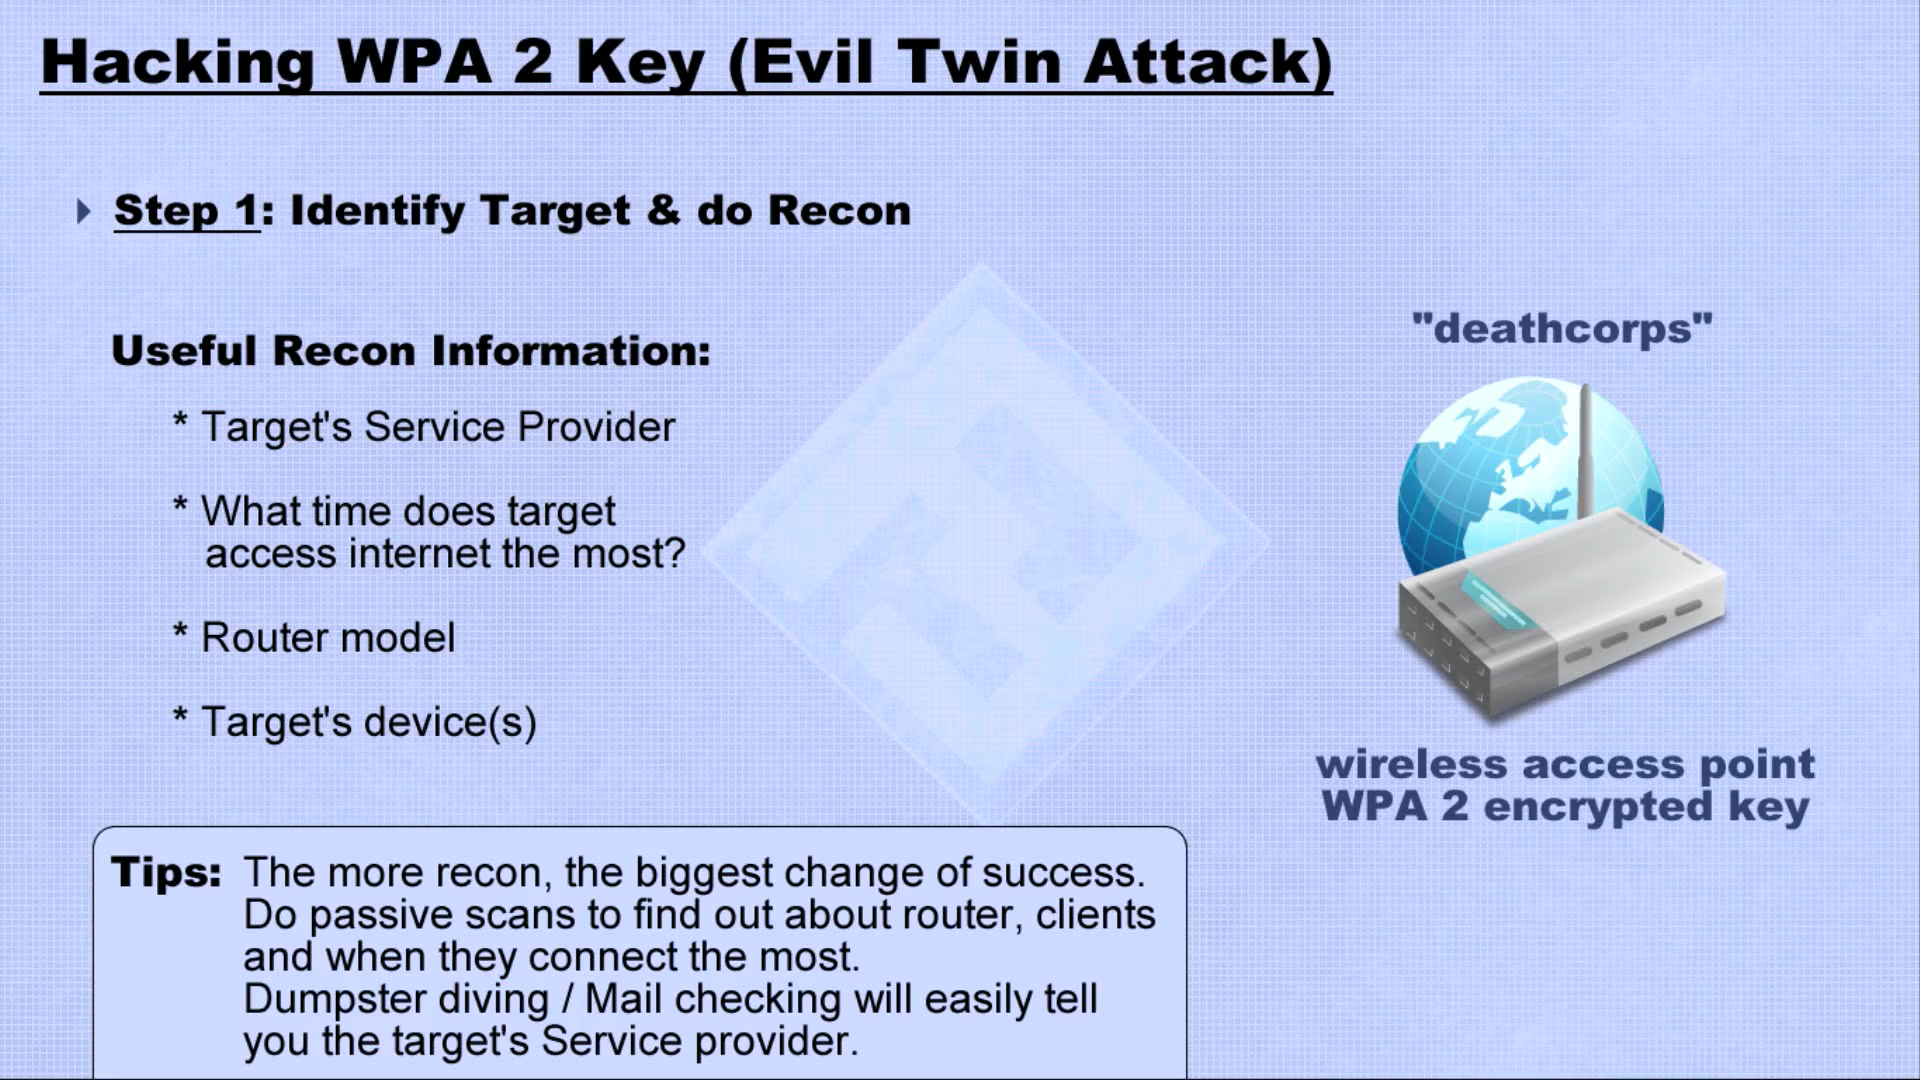 Hacking WPA 2 Key (Evil Twin Attack)
Step 1: Identify Target & do Recon
Useful Recon Information:
* Target's Service Provider
* What time does target
access internet the most?
* Router model
* Target's device(s)
"deathcorps"
wireless access point
WPA 2 encrypted key
Tips: The more recon, the biggest change of success.
Do passive scans to find out about router, clients
and when they connect the most.
Dumpster diving / Mail checking will easily tell
you the target's Service provider.